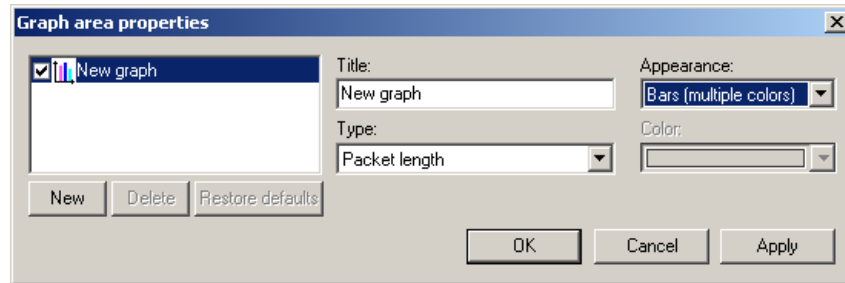 Graph area properties
New graph
Title:
New graph
Type:
Packet length
Appearance:
Bars (multiple colors)
Color:
New
Delete
Restore defaults
OK
Cancel
Apply